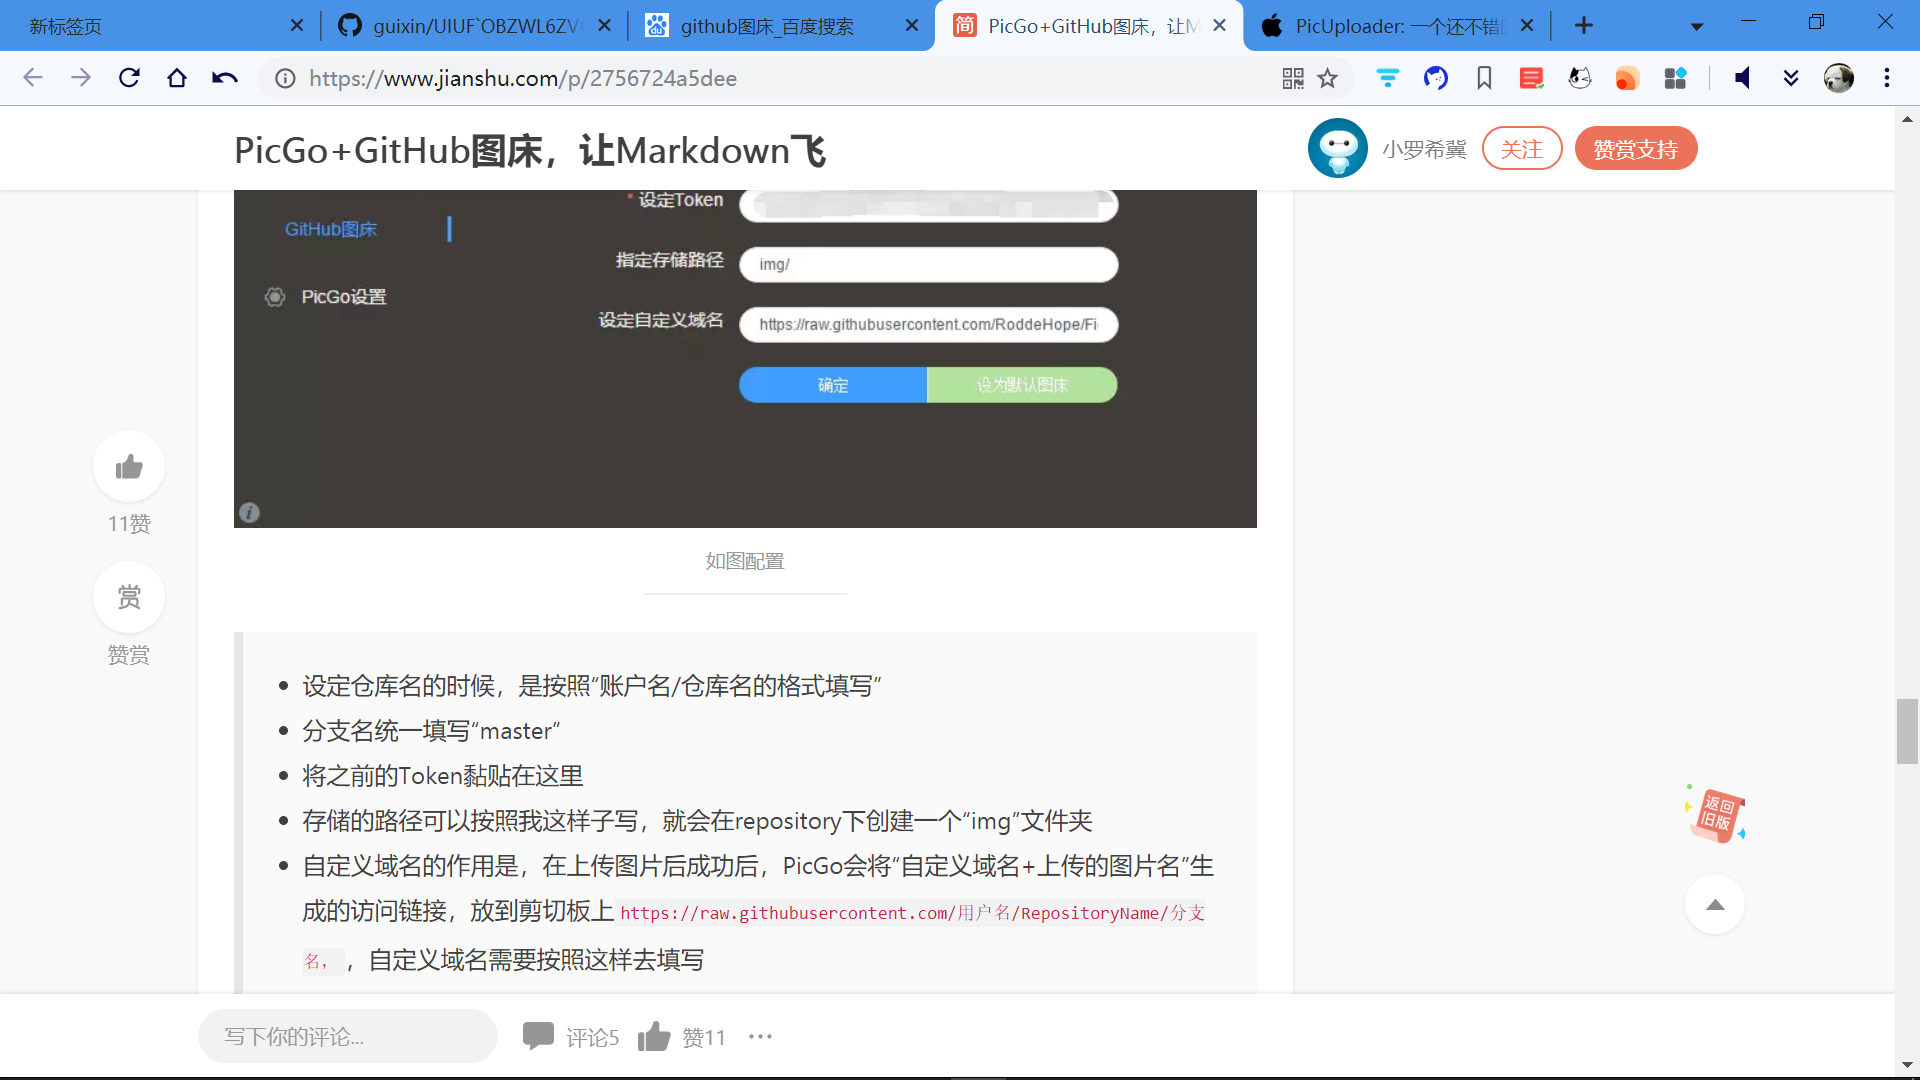 新标签页
guixin/UIUF`OBZWL6ZV
github图床_百度搜索
PicGo+GitHub图床，让M
PicUploader: 一个还不错的
https://www.jianshu.com/p/2756724a5dee
PicGo+GitHub图床，让Markdown飞
小罗希冀
关注
赞赏支持
* 设定Token
GitHub图床
指定存储路径
img/
PicGo设置
设定自定义域名
https://raw.githubusercontent.com/RoddeHope/Fi
确定
设为默认图床
如图配置
11赞
赏
赞赏
• 设定仓库名的时候，是按照“账户名/仓库名的格式填写”
• 分支名统一填写“master”
• 将之前的Token黏贴在这里
• 存储的路径可以按照我这样子写，就会在repository下创建一个“img”文件夹
• 自定义域名的作用是，在上传图片后成功后，PicGo会将“自定义域名+上传的图片名”生
成的访问链接，放到剪切板上 https://raw.githubusercontent.com/用户名/RepositoryName/分支
名， ，自定义域名需要按照这样去填写
返回
旧版
写下你的评论...
评论5
赞11